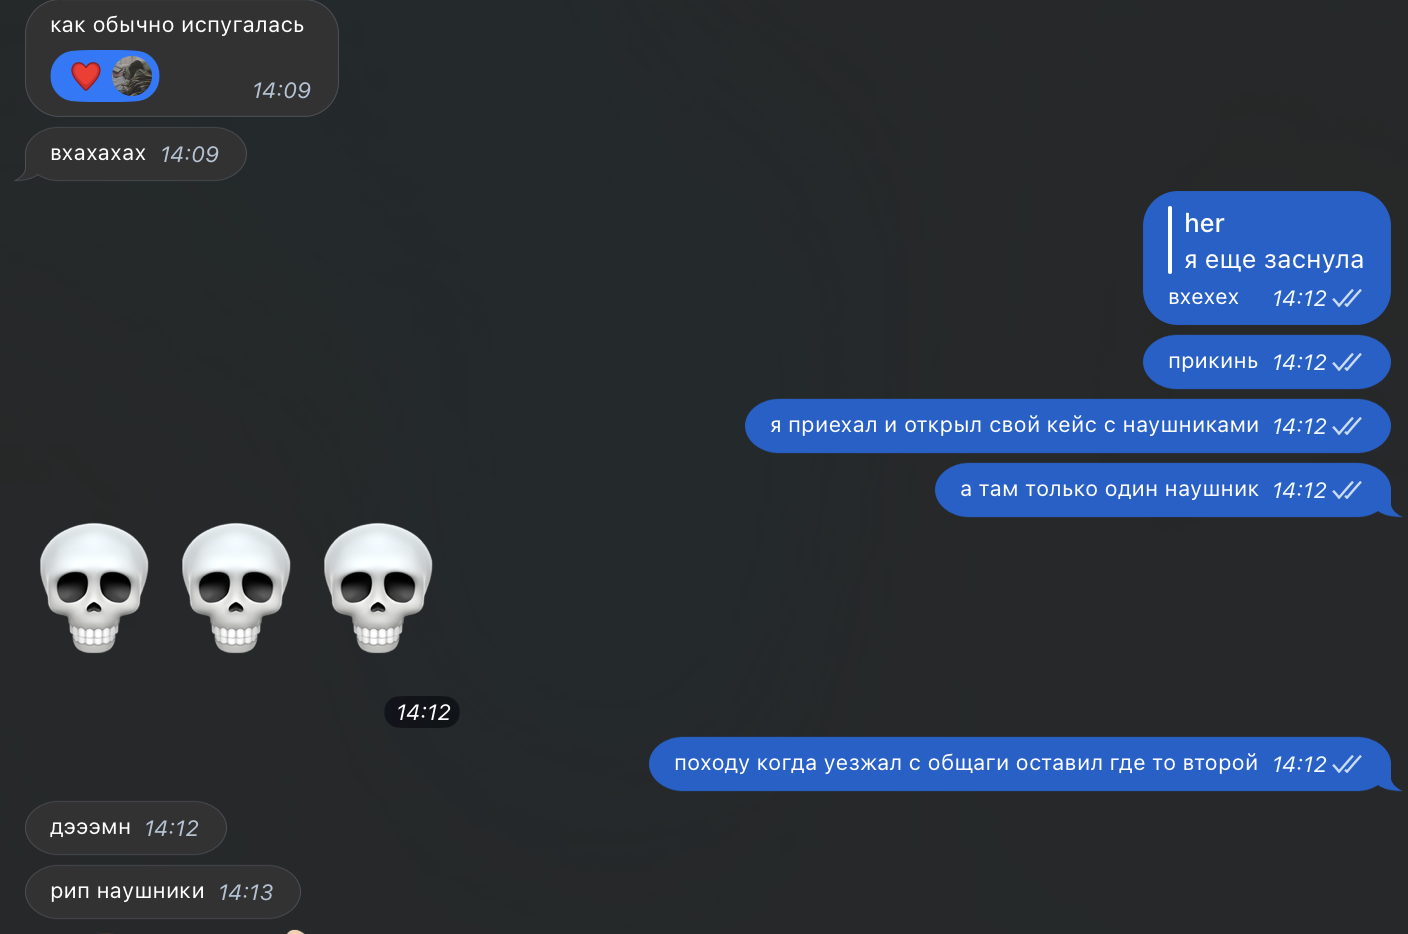 как обычно испугалась
14:09
вхахахах 14:09
her
я еще заснула
вхехех 14:12
прикинь 14:12
я приехал и открыл свой кейс с наушниками 14:12
а там только один наушник 14:12
14:12
походу когда уезжал с общаги оставил где то второй 14:12
дэээмн 14:12
рип наушники 14:13